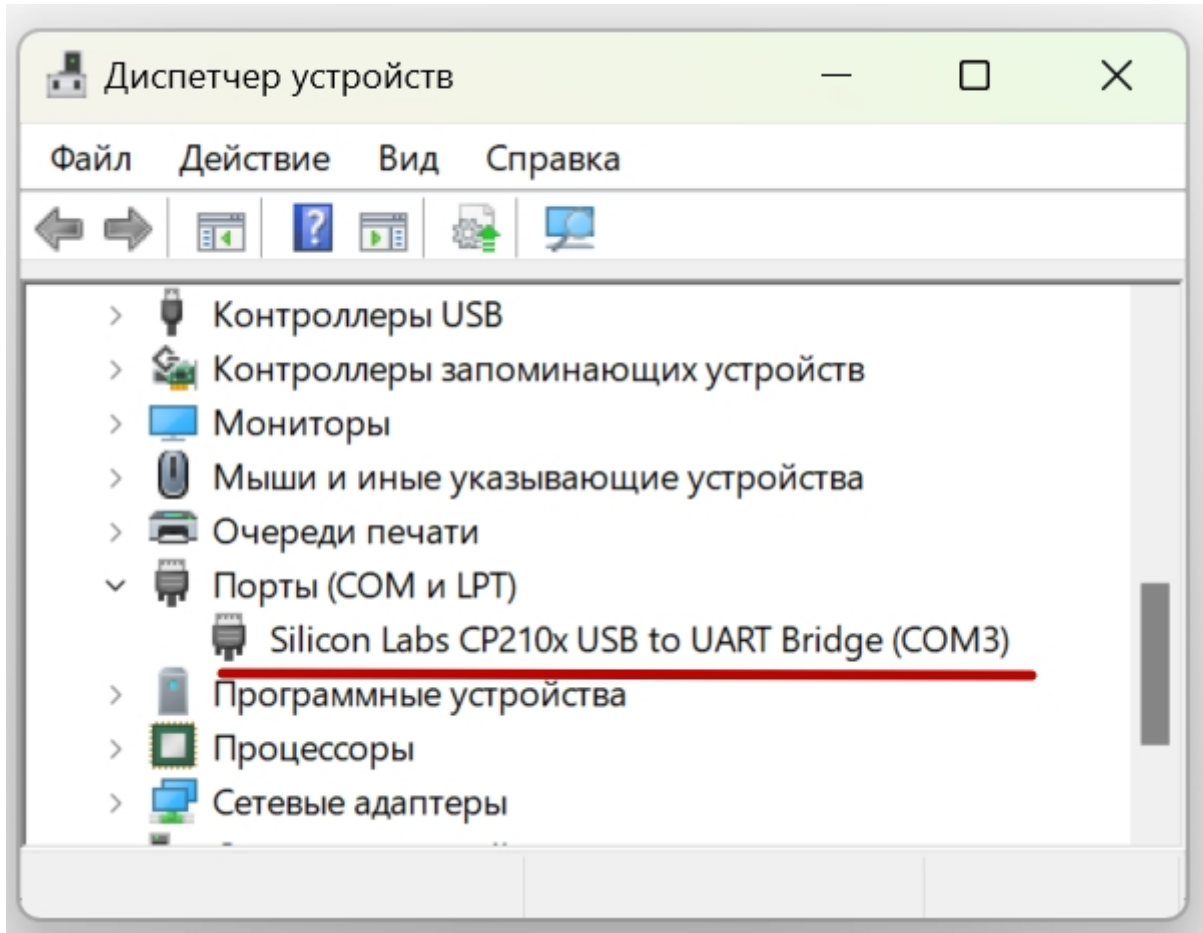 Диспетчер устройств
Файл Действие Вид Справка
Контроллеры USB
Контроллеры запоминающих устройств
Мониторы
Мыши и иные указывающие устройства
Очереди печати
Порты (COM и LPT)
Silicon Labs CP210x USB to UART Bridge (COM3)
Программные устройства
Процессоры
Сетевые адаптеры